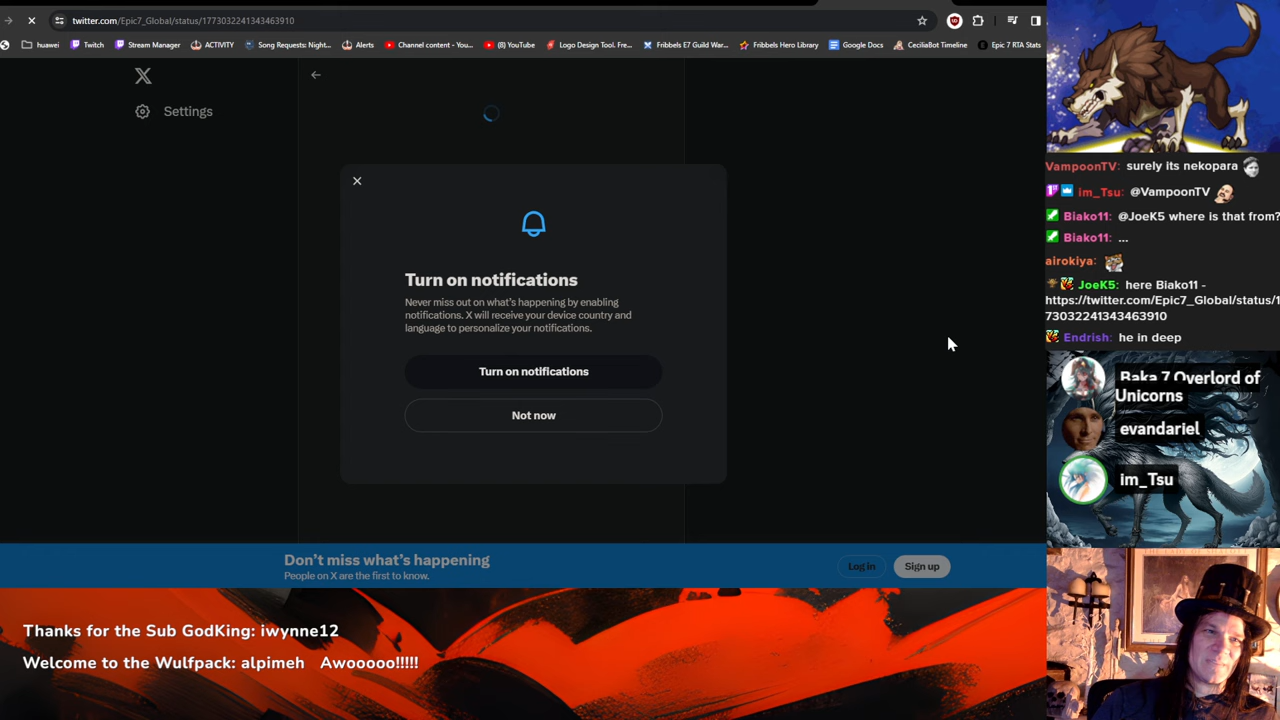 twitter.com/Epic7_Global/status/1773032241343463910
huawei
Twitch
Stream Manager
ACTIVITY
Song Requests: Night...
Alerts
Channel content - You...
(8) YouTube
Logo Design Tool. Fre...
Fribbels E7 Guild War...
Fribbels Hero Library
Google Docs
CeciliaBot Timeline
Epic 7 RTA Stats
Settings
Turn on notifications
Never miss out on what's happening by enabling
notifications. X will receive your device country and
language to personalize your notifications.
Turn on notifications
Not now
Don't miss what's happening
People on X are the first to know.
Log in
Sign up
Thanks for the Sub GodKing: iwynne12
Welcome to the Wulfpack: alpimeh Awooooo!!!!!
VampoonTV: surely its nekopara
im_Tsu: @VampoonTV
Biako11: @JoeK5 where is that from?
Biako11: ...
airokiya:
JoeK5: here Biako11 -
https://twitter.com/Epic7_Global/status/1
773032241343463910
Endrish: he in deep
Baka 7 Overlord of
Unicorns
evandariel
im_Tsu